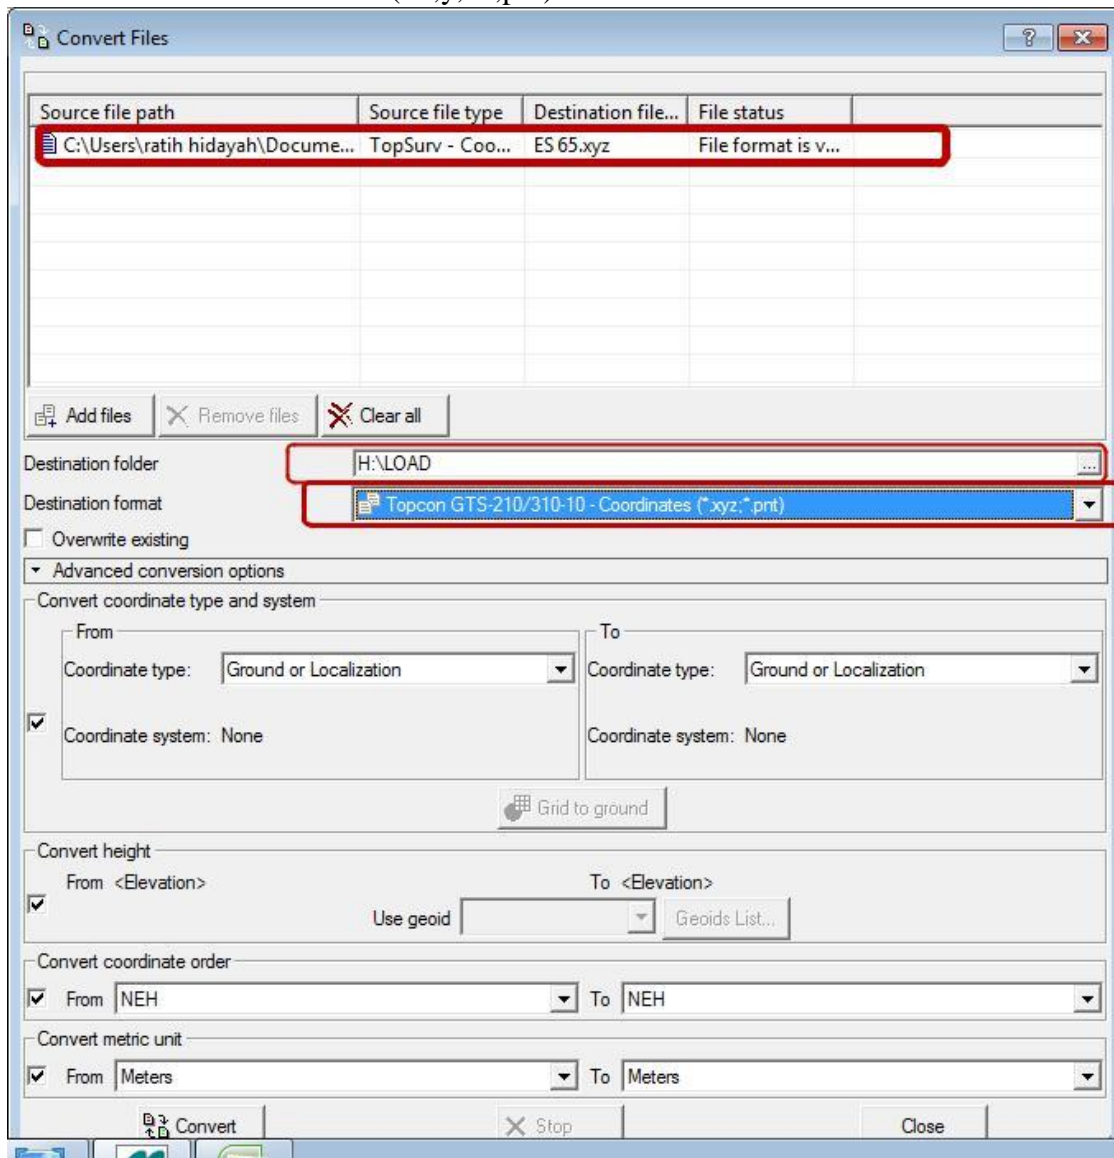 Convert Files
Source file path Source file type Destination file... File status
C:\Users\ratih hidayah\Docume... TopSurv - Coo... ES 65.xyz File format is v...
Add files Remove files Clear all
Destination folder H:\LOAD ...
Destination format Topcon GTS-210/310-10 - Coordinates (*.xyz;*.pnt)
Overwrite existing
Advanced conversion options
Convert coordinate type and system
From To
Coordinate type: Ground or Localization Coordinate type: Ground or Localization
Coordinate system: None Coordinate system: None
Grid to ground
Convert height
From <Elevation> To <Elevation>
Use geoid Geoids List...
Convert coordinate order
From NEH To NEH
Convert metric unit
From Meters To Meters
Convert Stop Close